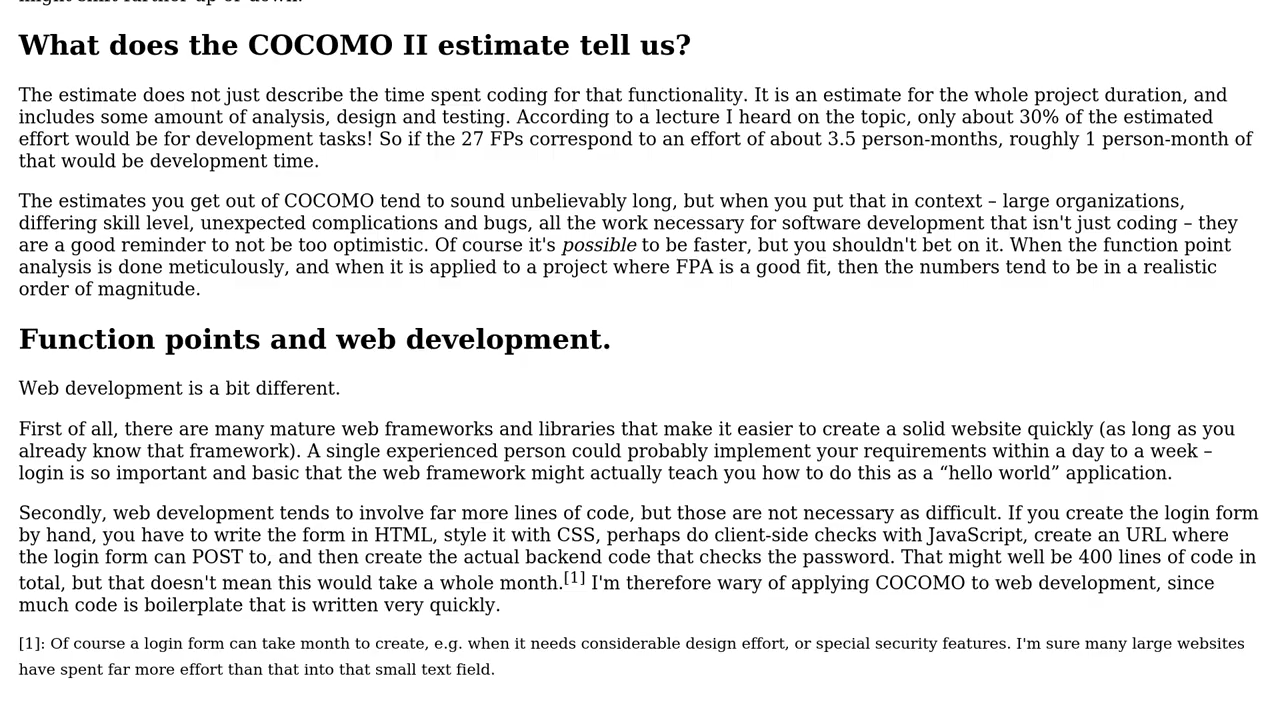 What does the COCOMO II estimate tell us?
The estimate does not just describe the time spent coding for that functionality. It is an estimate for the whole project duration, and
includes some amount of analysis, design and testing. According to a lecture I heard on the topic, only about 30% of the estimated
effort would be for development tasks! So if the 27 FPs correspond to an effort of about 3.5 person-months, roughly 1 person-month of
that would be development time.
The estimates you get out of COCOMO tend to sound unbelievably long, but when you put that in context – large organizations,
differing skill level, unexpected complications and bugs, all the work necessary for software development that isn't just coding – they
are a good reminder to not be too optimistic. Of course it's possible to be faster, but you shouldn't bet on it. When the function point
analysis is done meticulously, and when it is applied to a project where FPA is a good fit, then the numbers tend to be in a realistic
order of magnitude.
Function points and web development.
Web development is a bit different.
First of all, there are many mature web frameworks and libraries that make it easier to create a solid website quickly (as long as you
already know that framework). A single experienced person could probably implement your requirements within a day to a week –
login is so important and basic that the web framework might actually teach you how to do this as a “hello world” application.
Secondly, web development tends to involve far more lines of code, but those are not necessary as difficult. If you create the login form
by hand, you have to write the form in HTML, style it with CSS, perhaps do client-side checks with JavaScript, create an URL where
the login form can POST to, and then create the actual backend code that checks the password. That might well be 400 lines of code in
total, but that doesn't mean this would take a whole month.[1] I'm therefore wary of applying COCOMO to web development, since
much code is boilerplate that is written very quickly.
[1]: Of course a login form can take month to create, e.g. when it needs considerable design effort, or special security features. I'm sure many large websites
have spent far more effort than that into that small text field.